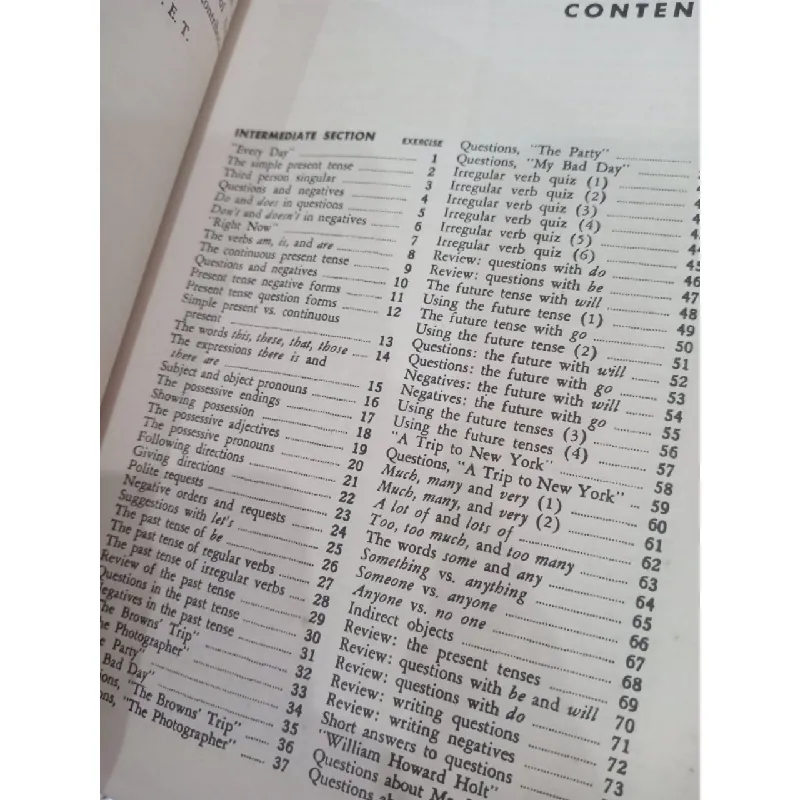 of
contrib
E. T.
CONTEN
INTERMEDIATE SECTION EXERCISE
"Every Day" 1
The simple present tense 2
Third person singular 3
Questions and negatives 4
Do and does in questions 5
Don't and doesn't in negatives 6
"Right Now" 7
The verbs am, is, and are 8
The continuous present tense 9
Questions and negatives 10
Present tense negative forms 11
Present tense question forms 12
Simple present vs. continuous
present 13
The words this, these, that, those 14
The expressions there is and
there are 15
Subject and object pronouns 16
The possessive endings 17
Showing possession 18
The possessive adjectives 19
The possessive pronouns 20
Following directions 21
Giving directions 22
Polite requests 23
Negative orders and requests 24
Suggestions with let's 25
The past tense of be 26
The past tense of regular verbs 27
The past tense of irregular verbs 28
Review of the past tense 29
Questions in the past tense 30
egatives in the past tense 31
he Browns' Trip" 32
he Photographer" 33
e Party" 34
Bad Day" 35
ions, "The Browns' Trip" 36
ns, "The Photographer" 37
Questions, "The Party"
Questions, "My Bad Day"
Irregular verb quiz (1)
Irregular verb quiz (2) 4
Irregular verb quiz (3) 4
Irregular verb quiz (4) 43
Irregular verb quiz (5) 44
Irregular verb quiz (6) 45
Review: questions with do 46
Review: questions with be 47
The future tense with will 48
Using the future tense (1) 49
The future tense with go 50
Using the future tense (2) 51
Questions: the future with will 52
Questions: the future with go 53
Negatives: the future with will 54
Negatives: the future with go 55
Using the future tenses (3) 56
Using the future tenses (4) 57
"A Trip to New York" 58
Questions, "A Trip to New York" 59
Much, many and very (1) 60
Much, many, and very (2) 61
A lot of and lots of 62
Too, too much, and too many 63
The words some and any 64
Something vs. anything 65
Someone vs. anyone 66
Anyone vs. no one 67
Indirect objects 68
Review: the present tenses 69
Review: questions with be and will 70
Review: questions with do 71
Review: writing questions 72
Review: writing negatives 73
Short answers to questions
"William Howard Holt"
Questions about M
Questions about